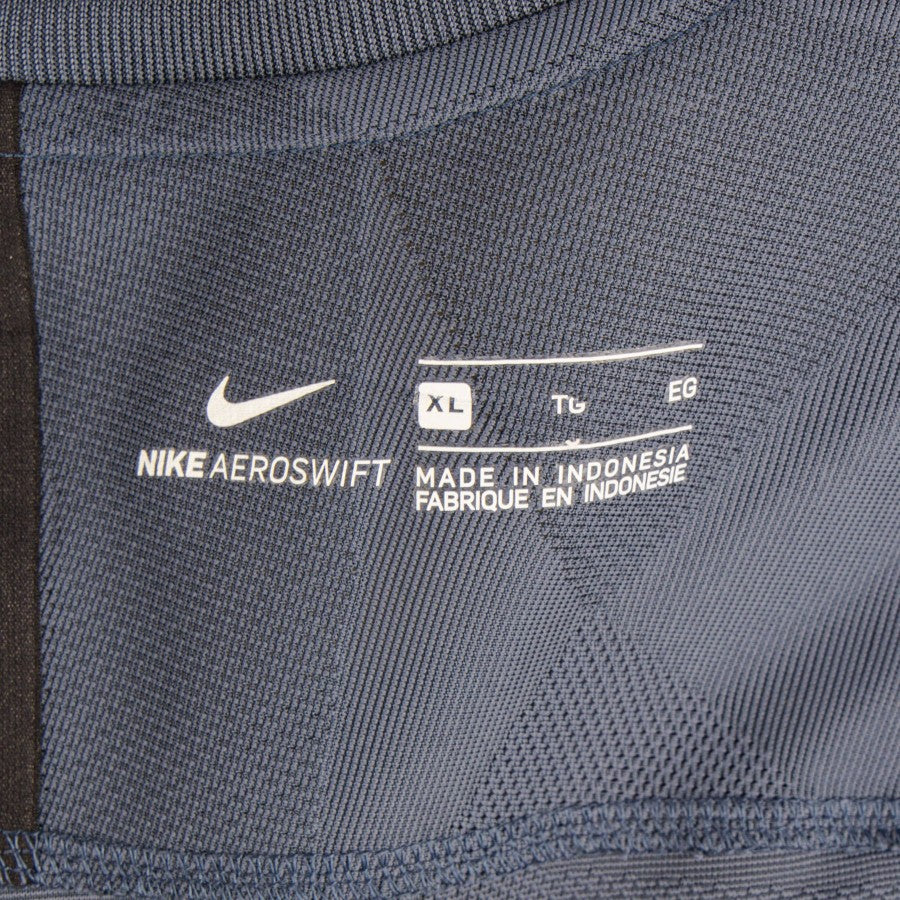 NIKE AEROSWIFT
XL TG EG
MADE IN INDONESIA
FABRIQUE EN INDONESIE